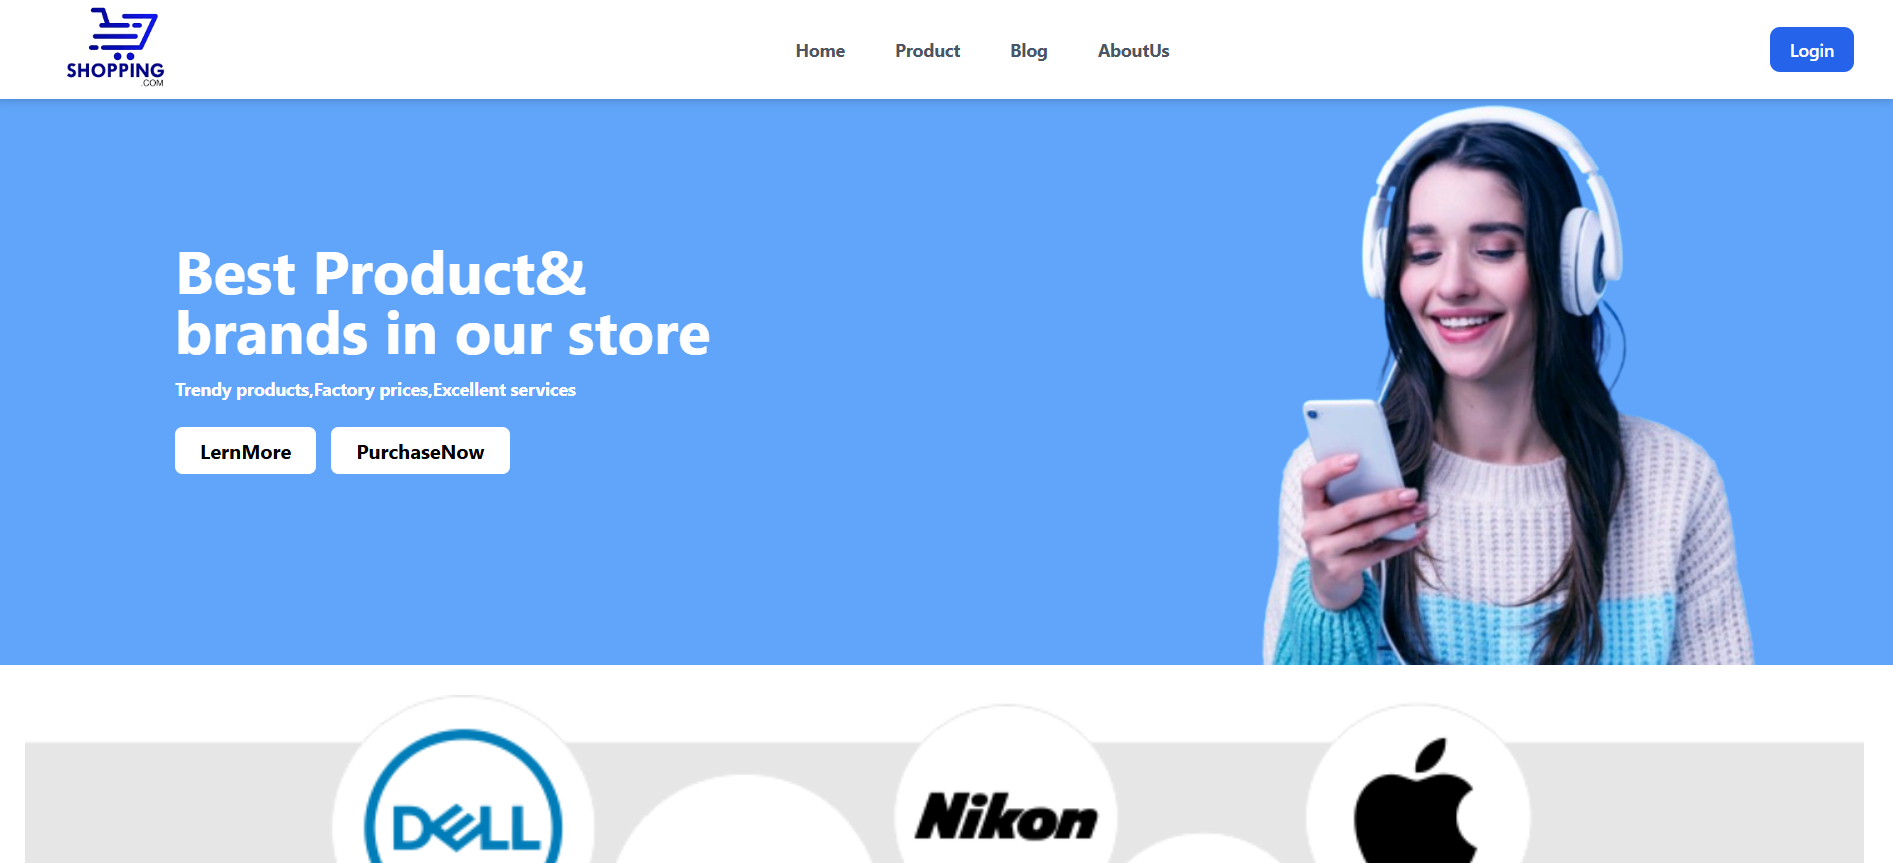 SHOPPING
.COM
Home Product Blog AboutUs
Login
Best Product&
brands in our store
Trendy products,Factory prices,Excellent services
LernMore PurchaseNow
DELL
Nikon